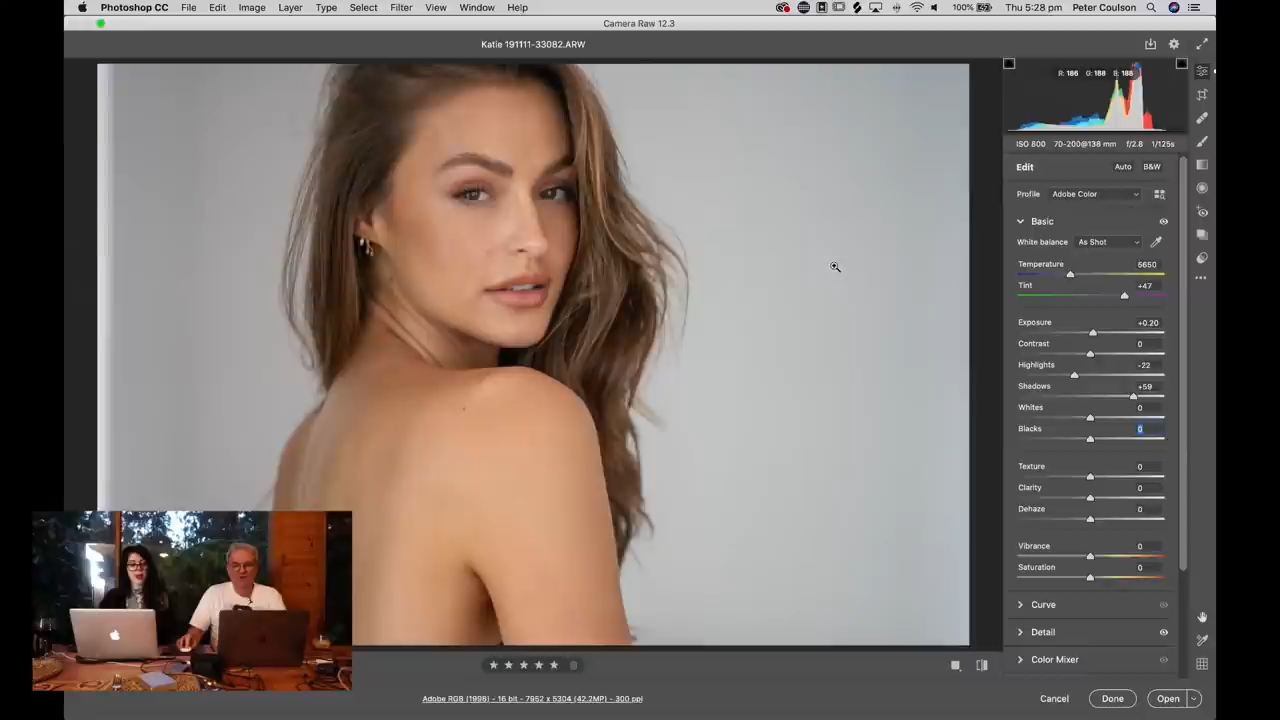 Photoshop CC File Edit Image Layer Type Select Filter View Window Help 100% Thu 5:28 pm Peter Coulson
Camera Raw 12.3
Katie 191111-33082.ARW
R: 186 G: 188 B: 188
ISO 800 70-200@138 mm f/2.8 1/125s
Edit Auto B&W
Profile Adobe Color
Basic
White balance As Shot
Temperature 5650
Tint +47
Exposure +0.20
Contrast 0
Highlights -22
Shadows +59
Whites 0
Blacks 0
Texture 0
Clarity 0
Dehaze 0
Vibrance 0
Saturation 0
Curve
Detail
Color Mixer
Adobe RGB (1998) - 16 bit - 7952 x 5304 (42.2MP) - 300 ppi
Cancel Done Open